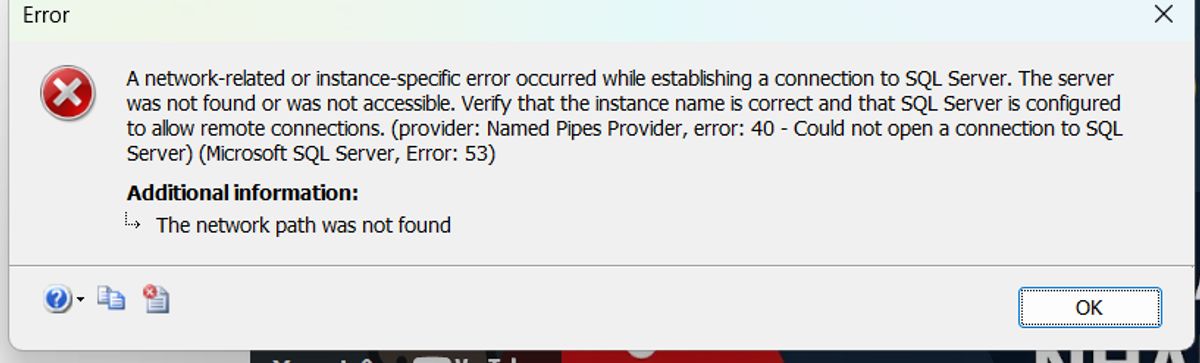 Error
A network-related or instance-specific error occurred while establishing a connection to SQL Server. The server
was not found or was not accessible. Verify that the instance name is correct and that SQL Server is configured
to allow remote connections. (provider: Named Pipes Provider, error: 40 - Could not open a connection to SQL
Server) (Microsoft SQL Server, Error: 53)
Additional information:
The network path was not found
OK